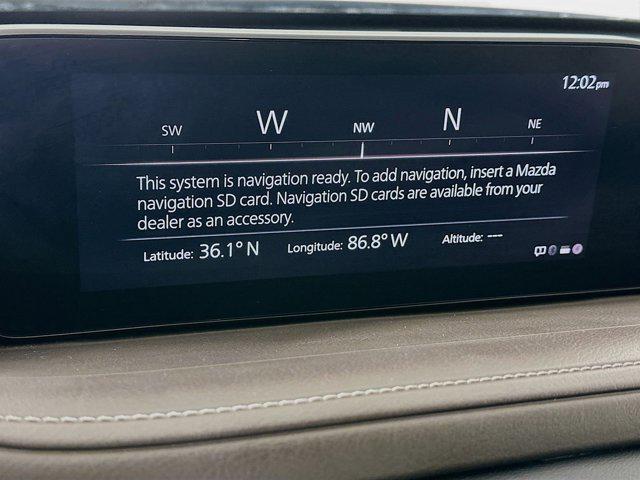 12:02pm
SW W NW N NE
This system is navigation ready. To add navigation, insert a Mazda
navigation SD card. Navigation SD cards are available from your
dealer as an accessory.
Latitude: 36.1° N Longitude: 86.8° W Altitude: ---